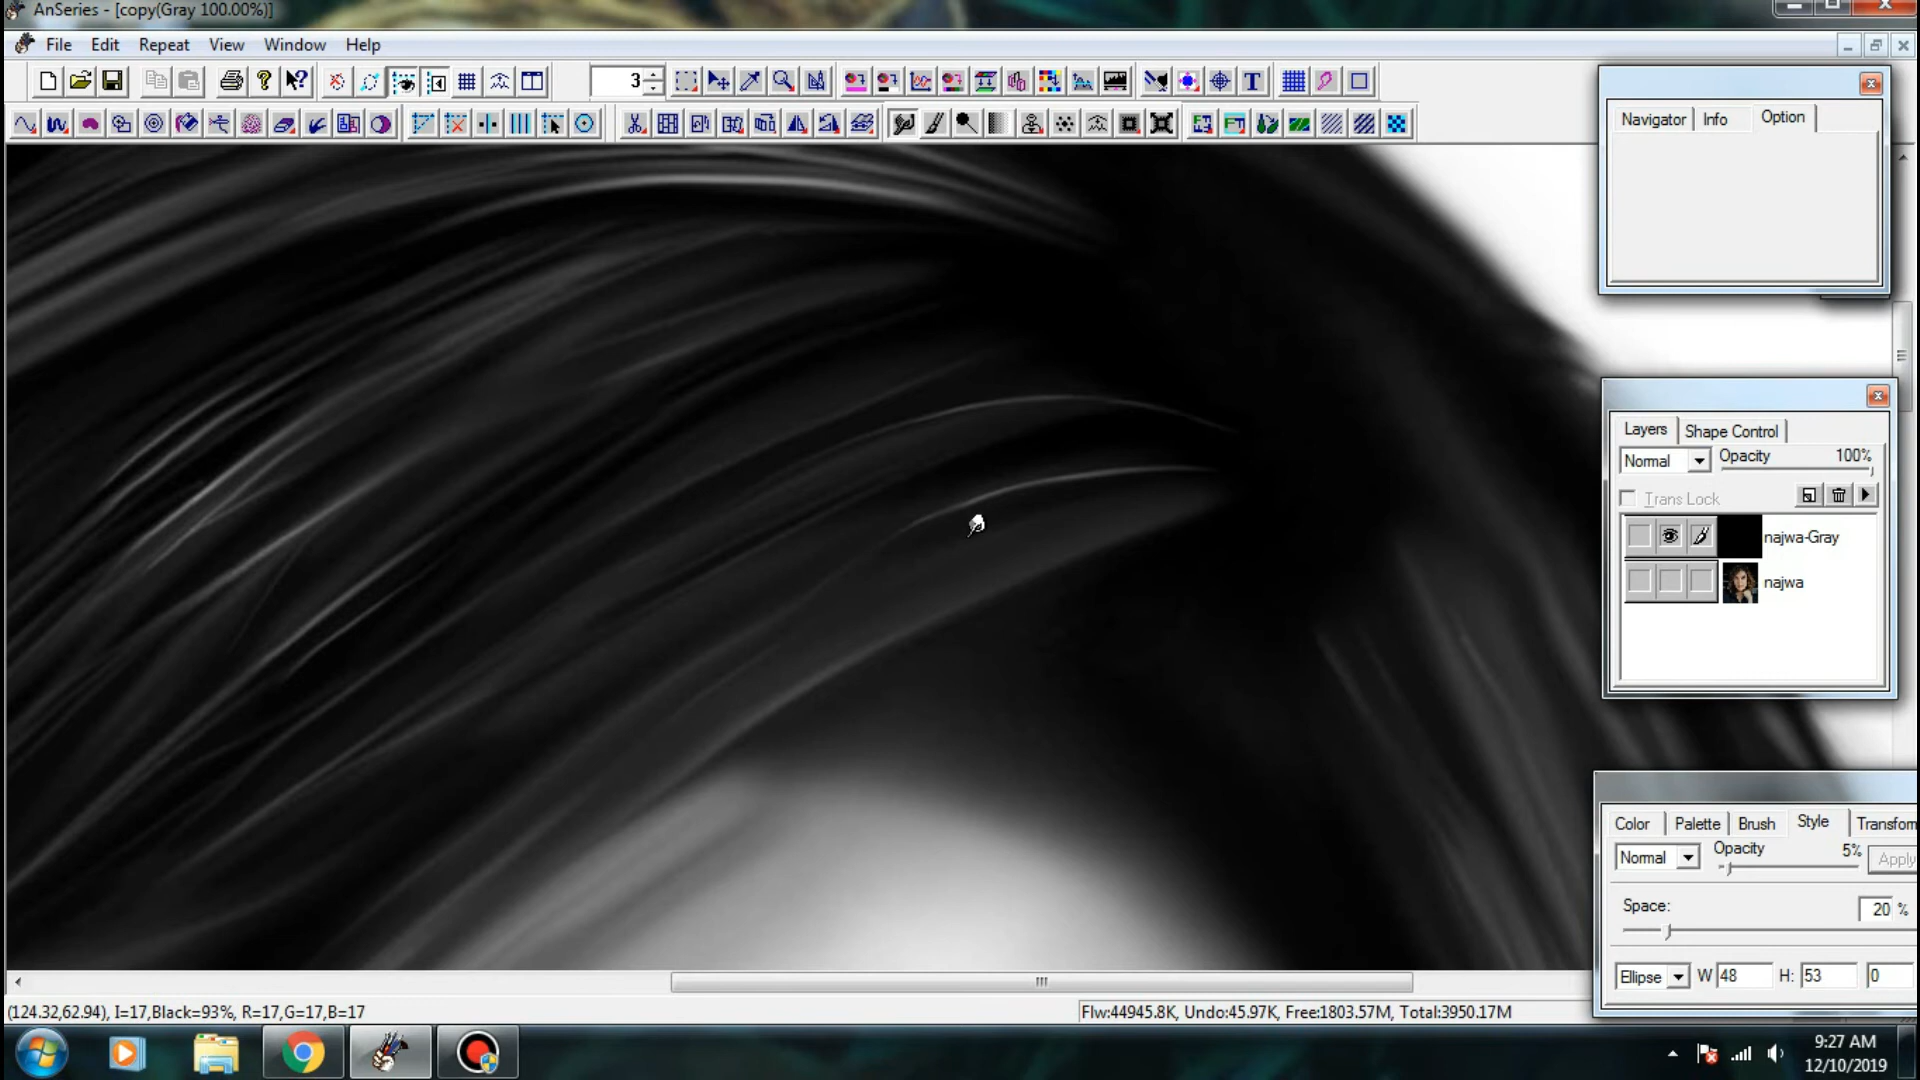 AnSeries - [copy(Gray 100.00%)]
File Edit Repeat View Window Help
3
T
Navigator Info Option
Layers Shape Control
Normal Opacity 100%
Trans Lock
najwa-Gray
najwa
Color Palette Brush Style Transfom
Normal Opacity 5% Apply
Space: 20 %
Ellipse W 48 H: 53 0
(124.32,62.94), I=17,Black=93%, R=17,G=17,B=17
Flw:44945.8K, Undo:45.97K, Free:1803.57M, Total:3950.17M
9:27 AM
12/10/2019